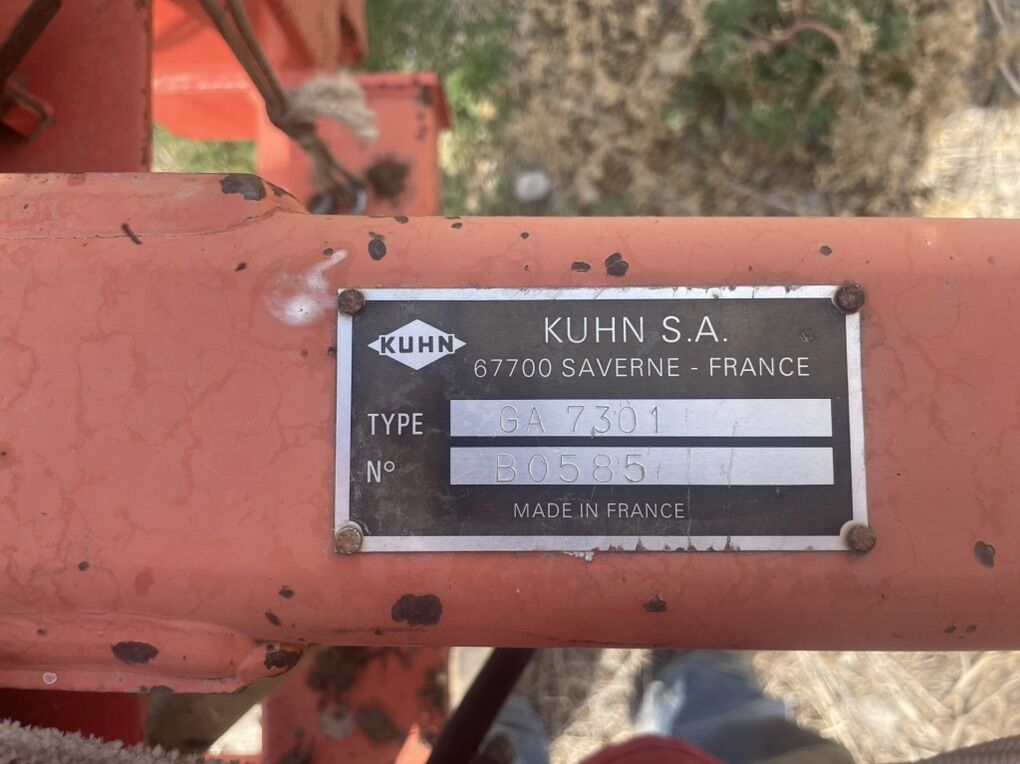 KUHN
KUHN S.A.
67700 SAVERNE - FRANCE
TYPE GA 7301
N° B0585
MADE IN FRANCE